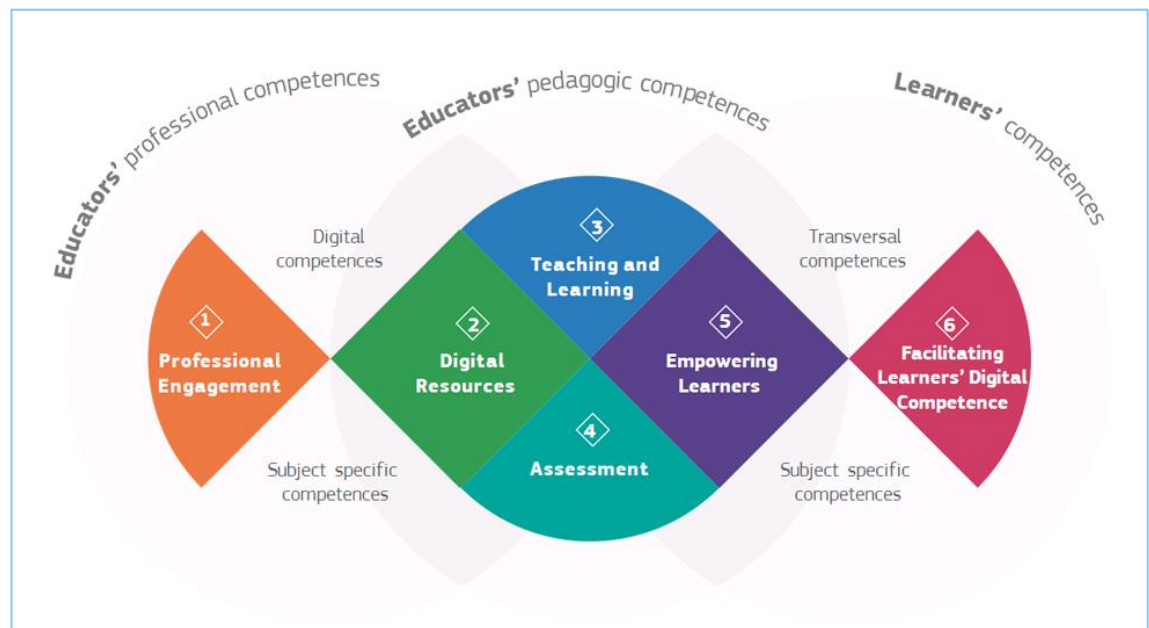 Educators' professional competences
Educators' pedagogic competences
Learners' competences
Digital
competences
Transversal
competences
1
Professional
Engagement
2
Digital
Resources
3
Teaching and
Learning
4
Assessment
5
Empowering
Learners
6
Facilitating
Learners' Digital
Competence
Subject specific
competences
Subject specific
competences